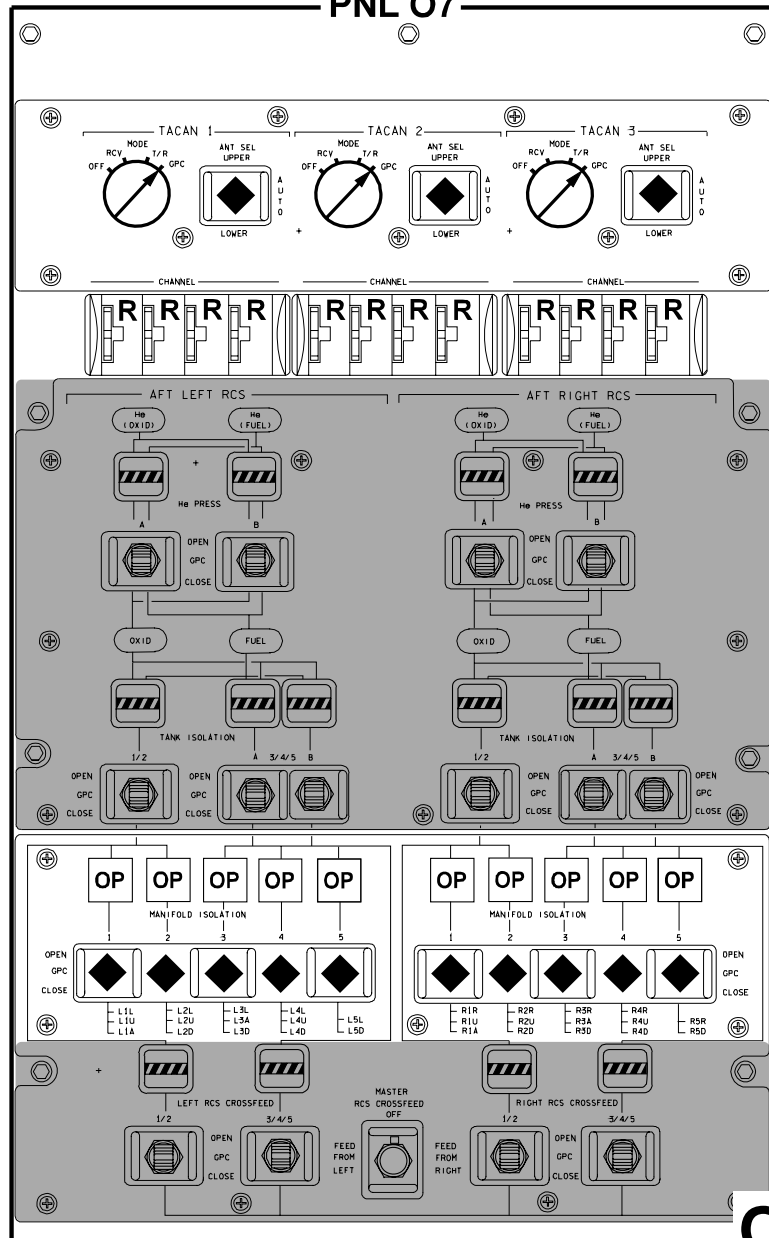 PNL O7
TACAN 1 TACAN 2 TACAN 3
MODE ANT SEL MODE ANT SEL MODE ANT SEL
OFF RCV T/R GPC UPPER OFF RCV T/R GPC UPPER OFF RCV T/R GPC UPPER
AUTO AUTO AUTO
LOWER LOWER LOWER
CHANNEL CHANNEL CHANNEL
R R R R R R R R R R R R
AFT LEFT RCS AFT RIGHT RCS
He He He He
(OXID) (FUEL) (OXID) (FUEL)
He PRESS He PRESS
A B A B
OPEN OPEN
GPC GPC
CLOSE CLOSE
OXID FUEL OXID FUEL
TANK ISOLATION TANK ISOLATION
1/2 A 3/4/5 B 1/2 A 3/4/5 B
OPEN OPEN OPEN OPEN
GPC GPC GPC GPC
CLOSE CLOSE CLOSE CLOSE
OP OP OP OP OP OP OP OP OP OP
MANIFOLD ISOLATION MANIFOLD ISOLATION
1 2 3 4 5 1 2 3 4 5
OPEN OPEN
GPC GPC
CLOSE CLOSE
L1L L2L L3L L4L R1R R2R R3R R4R
L1U L2U L3A L4U L5L R1U R2U R3A R4U R5R
L1A L2D L3D L4D L5D R1A R2D R3D R4D R5D
LEFT RCS CROSSFEED MASTER RCS CROSSFEED OFF RIGHT RCS CROSSFEED
1/2 3/4/5 1/2 3/4/5
OPEN FEED FEED OPEN
GPC FROM FROM GPC
CLOSE LEFT RIGHT CLOSE